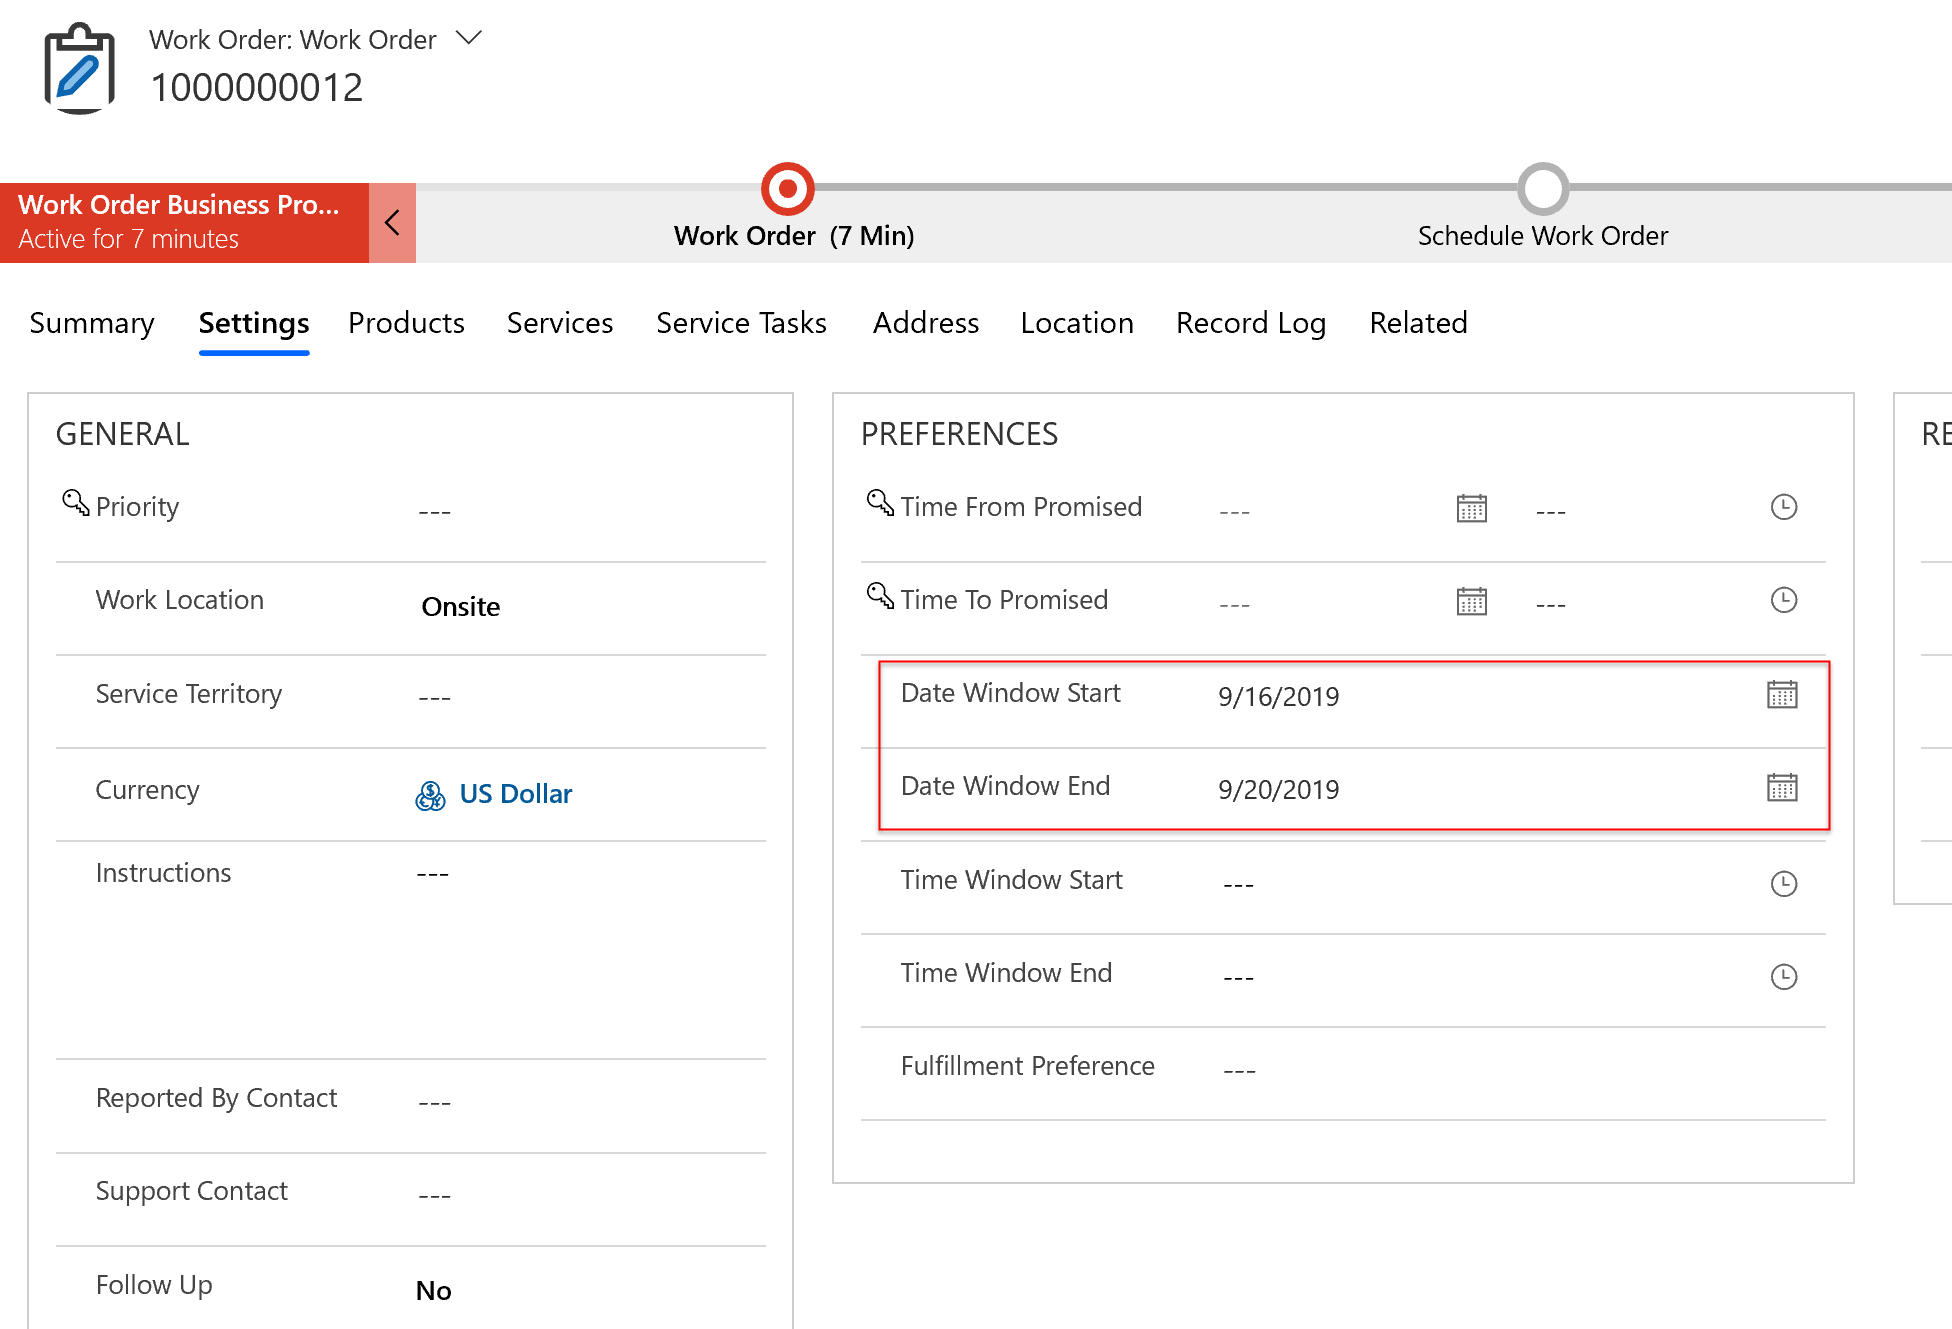 Work Order: Work Order
1000000012
Work Order Business Pro...
Active for 7 minutes
Work Order (7 Min)
Schedule Work Order
Summary Settings Products Services Service Tasks Address Location Record Log Related
GENERAL
Priority ---
Work Location Onsite
Service Territory ---
Currency US Dollar
Instructions ---
Reported By Contact ---
Support Contact ---
Follow Up No
PREFERENCES
Time From Promised --- ---
Time To Promised --- ---
Date Window Start 9/16/2019
Date Window End 9/20/2019
Time Window Start ---
Time Window End ---
Fulfillment Preference ---
RE